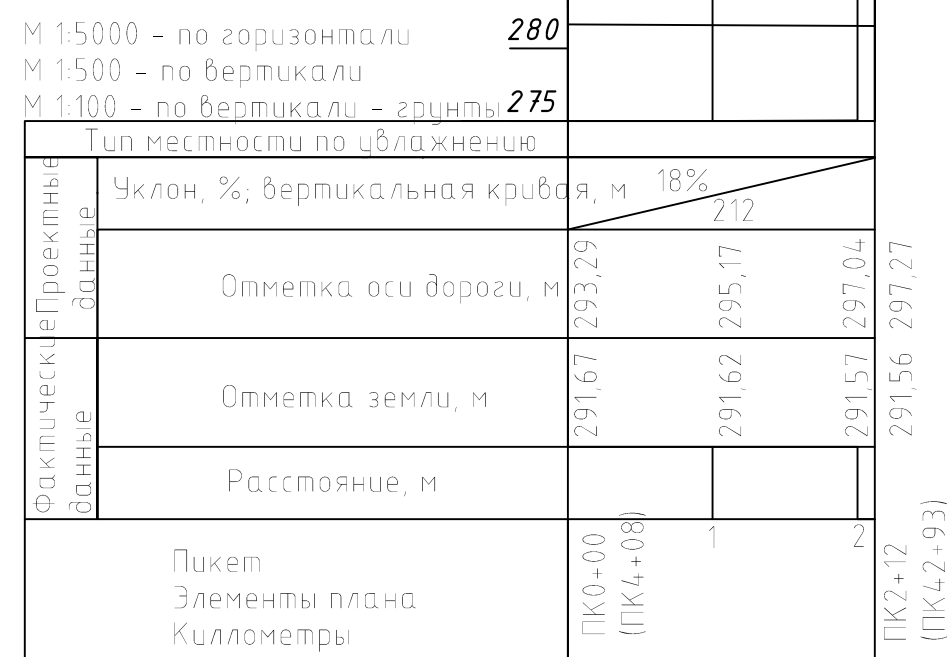 М 1:5000 – по горизонтали
280
М 1:500 – по вертикали
М 1:100 – по вертикали – грунты
275
Тип местности по увлажнению
Проектные данные
Уклон, %; вертикальная кривая, м
18%
212
Отметка оси дороги, м
293,29
295,17
297,04
297,27
Фактические данные
Отметка земли, м
291,67
291,62
291,57
291,56
Расстояние, м
Пикет
Элементы плана
Киллометры
ПК0+00
(ПК4+08)
1
2
ПК2+12
(ПК42+93)